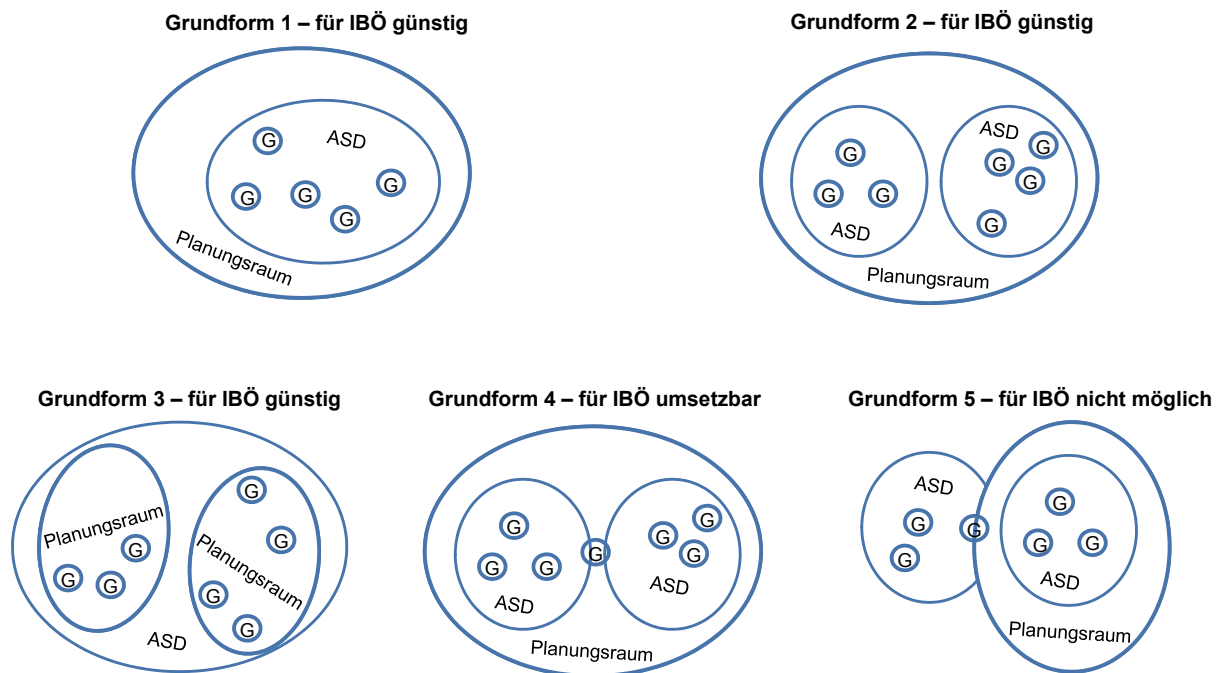 Grundform 1 – für IBÖ günstig
G
ASD
G
G
G
G
Planungsraum
Grundform 2 – für IBÖ günstig
G
G
G
ASD
ASD
G
G
G
G
Planungsraum
Grundform 3 – für IBÖ günstig
Planungsraum
G
G
G
G
G
Planungsraum
G
G
ASD
Grundform 4 – für IBÖ umsetzbar
G
G
G
ASD
G
G
G
G
ASD
Planungsraum
Grundform 5 – für IBÖ nicht möglich
ASD
G
G
G
G
G
G
ASD
Planungsraum